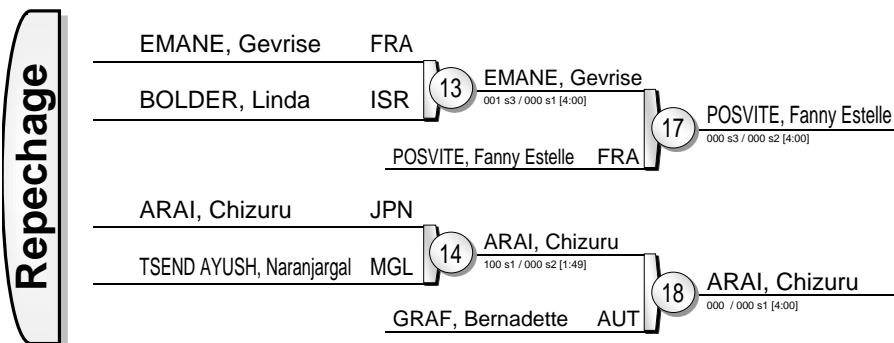 Repechage
EMANE, Gevrise FRA
BOLDER, Linda ISR
13
EMANE, Gevrise
001 s3 / 000 s1 [4:00]
POSVITE, Fanny Estelle FRA
17
POSVITE, Fanny Estelle
000 s3 / 000 s2 [4:00]
ARAI, Chizuru JPN
TSEND AYUSH, Naranjargal MGL
14
ARAI, Chizuru
100 s1 / 000 s2 [1:49]
GRAF, Bernadette AUT
18
ARAI, Chizuru
000 / 000 s1 [4:00]